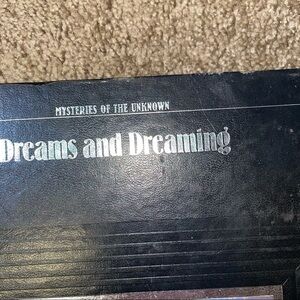 MYSTERIES OF THE UNKNOWN
Dreams and Dreaming